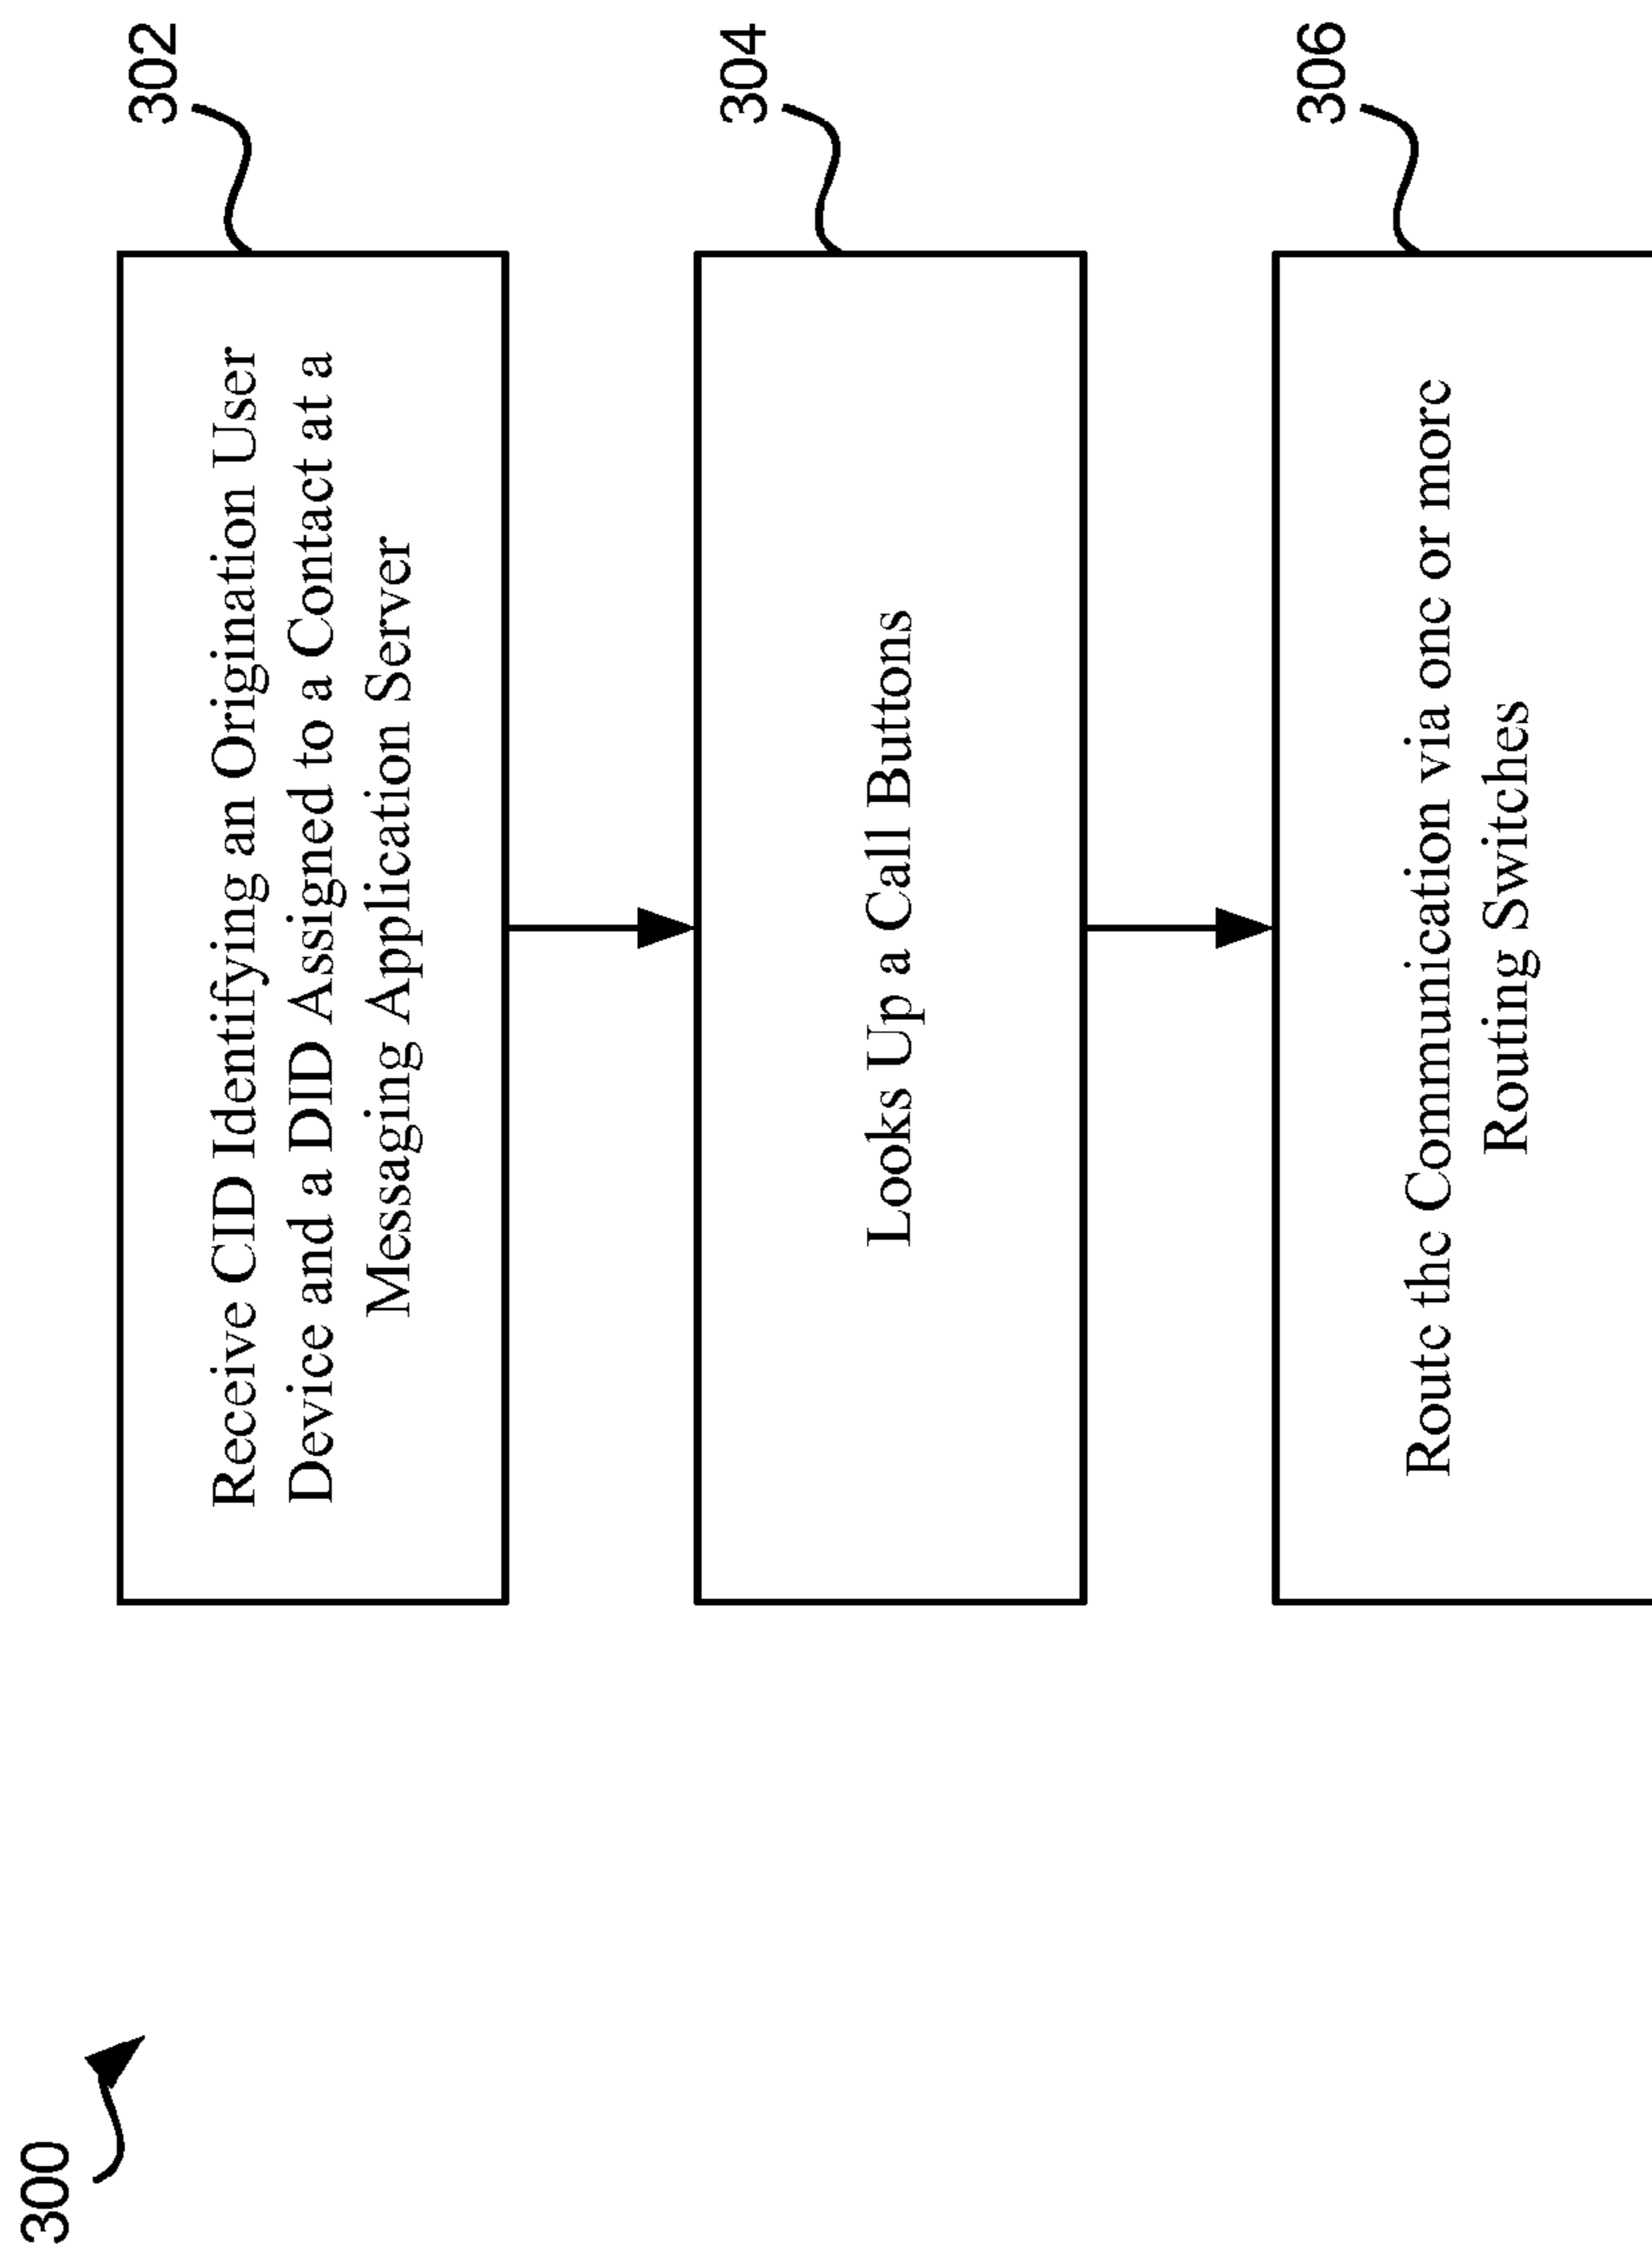 300
302
Receive CID Identifying an Origination User
Device and a DID Assigned to a Contact at a
Messaging Application Server
304
Looks Up a Call Buttons
306
Route the Communication via one or more
Routing Switches